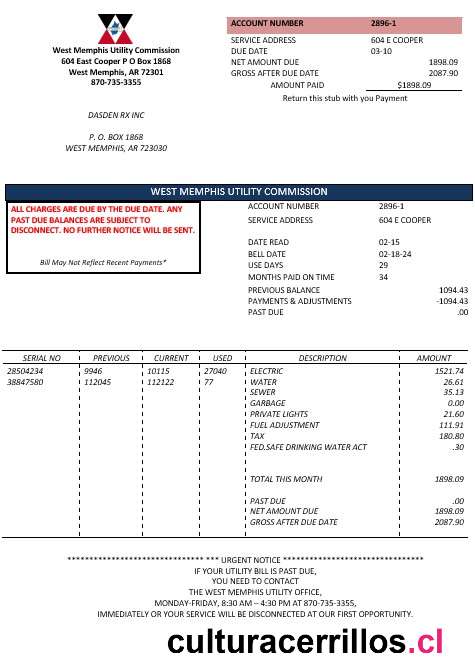 West Memphis Utility Commission
604 East Cooper P O Box 1868
West Memphis, AR 72301
870-735-3355
DASDEN RX INC
P. O. BOX 1868
WEST MEMPHIS, AR 723030
ACCOUNT NUMBER 2896-1
SERVICE ADDRESS 604 E COOPER
DUE DATE 03-10
NET AMOUNT DUE 1898.09
GROSS AFTER DUE DATE 2087.90
AMOUNT PAID $1898.09
Return this stub with you Payment
WEST MEMPHIS UTILITY COMMISSION
ALL CHARGES ARE DUE BY THE DUE DATE. ANY
PAST DUE BALANCES ARE SUBJECT TO
DISCONNECT. NO FURTHER NOTICE WILL BE SENT.
Bill May Not Reflect Recent Payments*
ACCOUNT NUMBER 2896-1
SERVICE ADDRESS 604 E COOPER
DATE READ 02-15
BELL DATE 02-18-24
USE DAYS 29
MONTHS PAID ON TIME 34
PREVIOUS BALANCE 1094.43
PAYMENTS & ADJUSTMENTS -1094.43
PAST DUE .00
SERIAL NO PREVIOUS CURRENT USED DESCRIPTION AMOUNT
28504234 9946 10115 27040 ELECTRIC 1521.74
38847580 112045 112122 77 WATER 26.61
SEWER 35.13
GARBAGE 0.00
PRIVATE LIGHTS 21.60
FUEL ADJUSTMENT 111.91
TAX 180.80
FED.SAFE DRINKING WATER ACT .30
TOTAL THIS MONTH 1898.09
PAST DUE .00
NET AMOUNT DUE 1898.09
GROSS AFTER DUE DATE 2087.90
******************************* *** URGENT NOTICE ********************************
IF YOUR UTILITY BILL IS PAST DUE,
YOU NEED TO CONTACT
THE WEST MEMPHIS UTILITY OFFICE,
MONDAY-FRIDAY, 8:30 AM – 4:30 PM AT 870-735-3355,
IMMEDIATELY OR YOUR SERVICE WILL BE DISCONNECTED AT OUR FIRST OPPORTUNITY.
culturacerrillos.cl